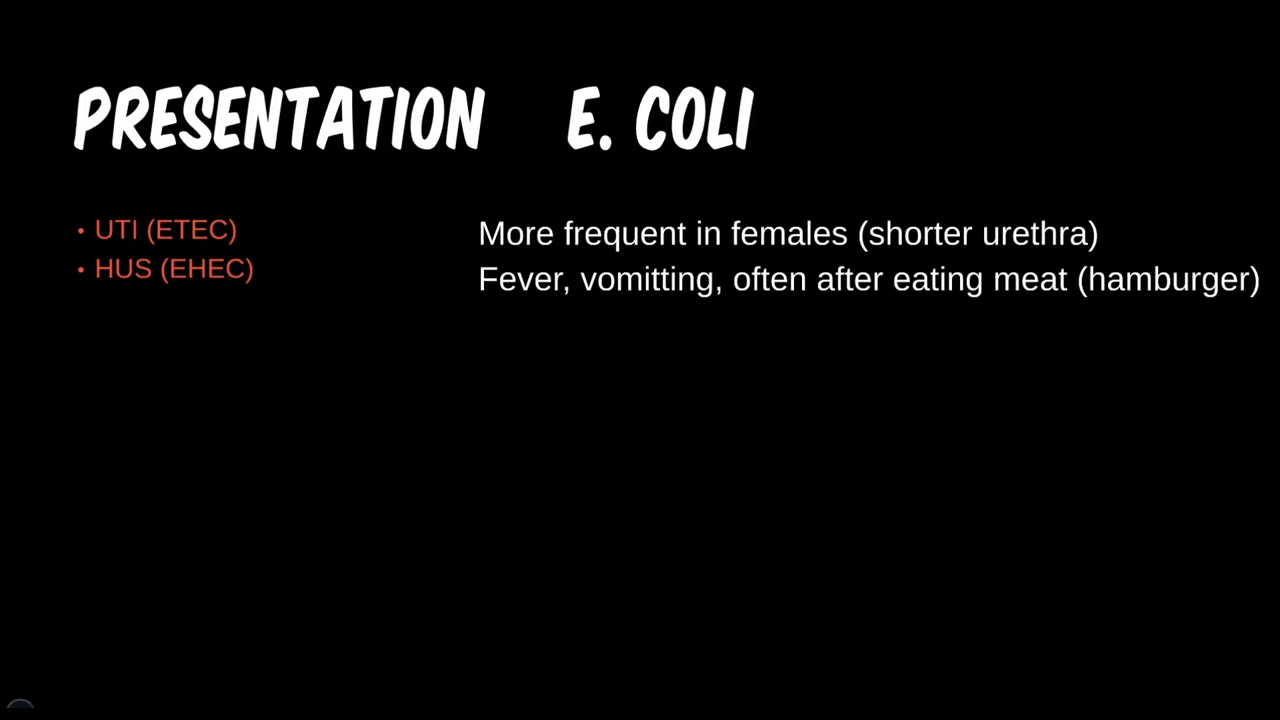 PRESENTATION E. COLI
• UTI (ETEC)
More frequent in females (shorter urethra)
• HUS (EHEC)
Fever, vomitting, often after eating meat (hamburger)